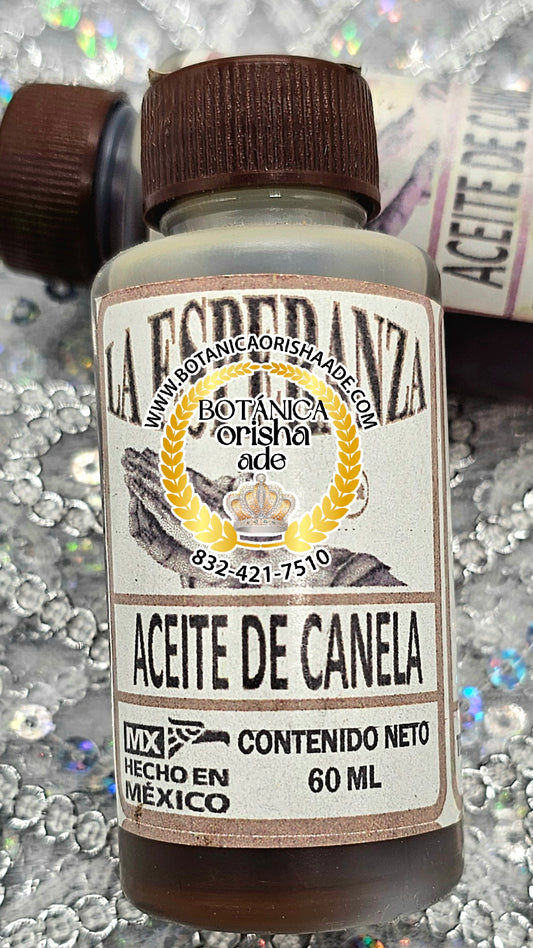 ACEITE DE CAN
LA ESPERANZA
WWW.BOTANICAORISHAADE.COM
BOTÁNICA
orisha
ade
832-421-7510
ACEITE DE CANELA
MX
HECHO EN
MÉXICO
CONTENIDO NETO
60 ML